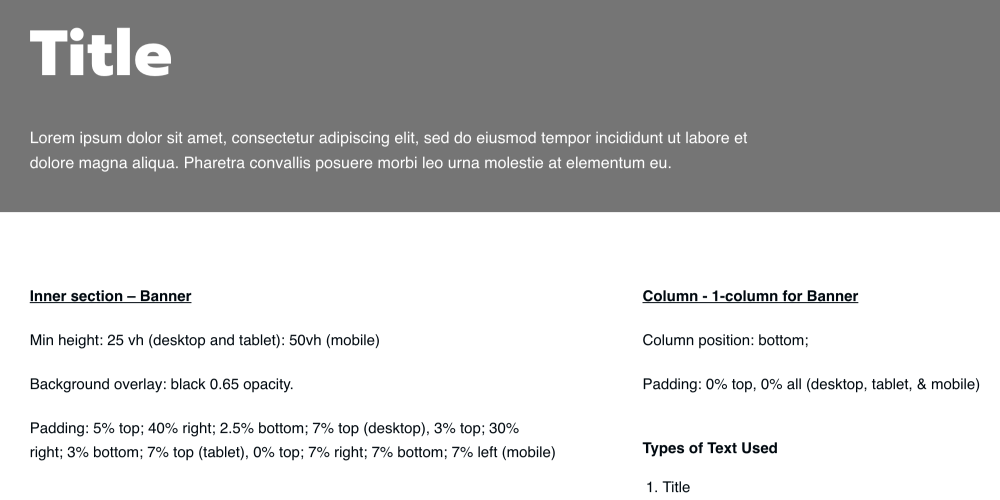 Title
Lorem ipsum dolor sit amet, consectetur adipiscing elit, sed do eiusmod tempor incididunt ut labore et
dolore magna aliqua. Pharetra convallis posuere morbi leo urna molestie at elementum eu.
Inner section – Banner
Min height: 25 vh (desktop and tablet): 50vh (mobile)
Background overlay: black 0.65 opacity.
Padding: 5% top; 40% right; 2.5% bottom; 7% top (desktop), 3% top; 30%
right; 3% bottom; 7% top (tablet), 0% top; 7% right; 7% bottom; 7% left (mobile)
Column - 1-column for Banner
Column position: bottom;
Padding: 0% top, 0% all (desktop, tablet, & mobile)
Types of Text Used
1. Title